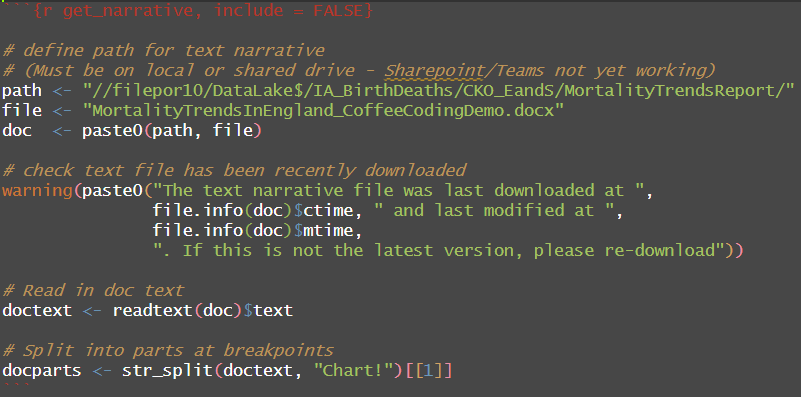 ```{r get_narrative, include = FALSE}
# define path for text narrative
# (Must be on local or shared drive - Sharepoint/Teams not yet working)
path <- "//filepor10/DataLake$/IA_BirthDeaths/CKO_EandS/MortalityTrendsReport/"
file <- "MortalityTrendsInEngland_CoffeeCodingDemo.docx"
doc  <- paste0(path, file)
# check text file has been recently downloaded
warning(paste0("The text narrative file was last downloaded at ",
               file.info(doc)$ctime, " and last modified at ",
               file.info(doc)$mtime,
               ". If this is not the latest version, please re-download"))
# Read in doc text
doctext <- readtext(doc)$text
# Split into parts at breakpoints
docparts <- str_split(doctext, "Chart!")[[1]]
```